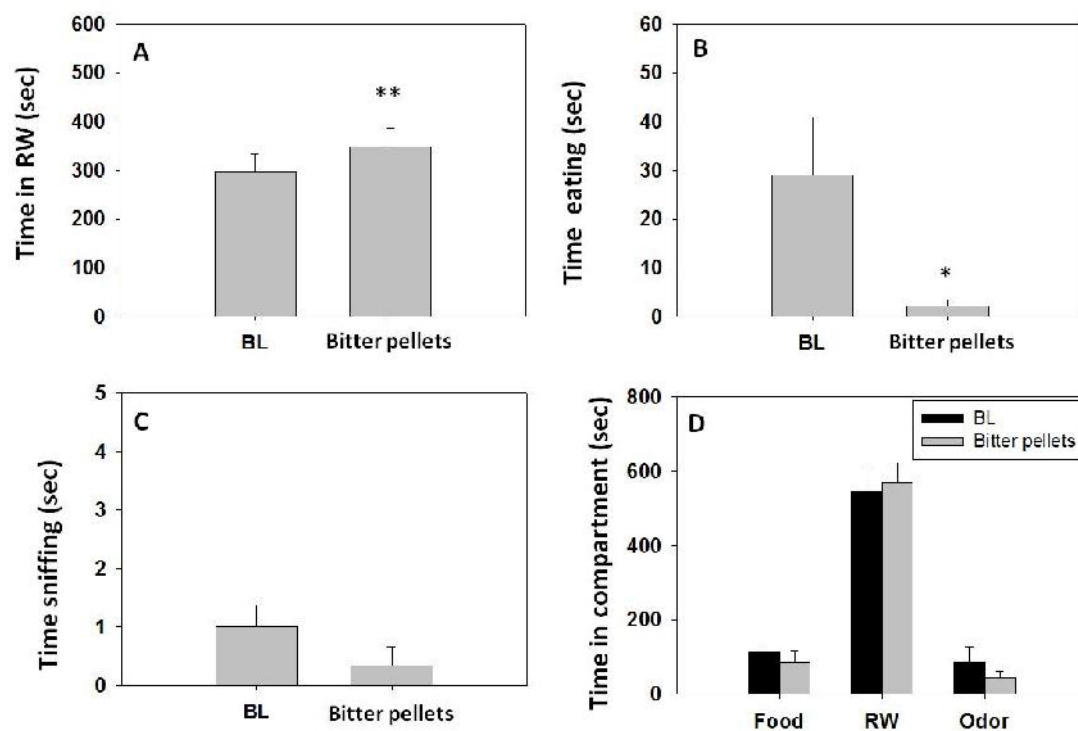 A
Time in RW (sec)
600
500
400
300
200
100
0
**
BL
Bitter pellets
B
Time eating (sec)
60
50
40
30
20
10
0
*
BL
Bitter pellets
C
Time sniffing (sec)
5
4
3
2
1
0
BL
Bitter pellets
D
Time in compartment (sec)
800
600
400
200
0
BL
Bitter pellets
Food
RW
Odor